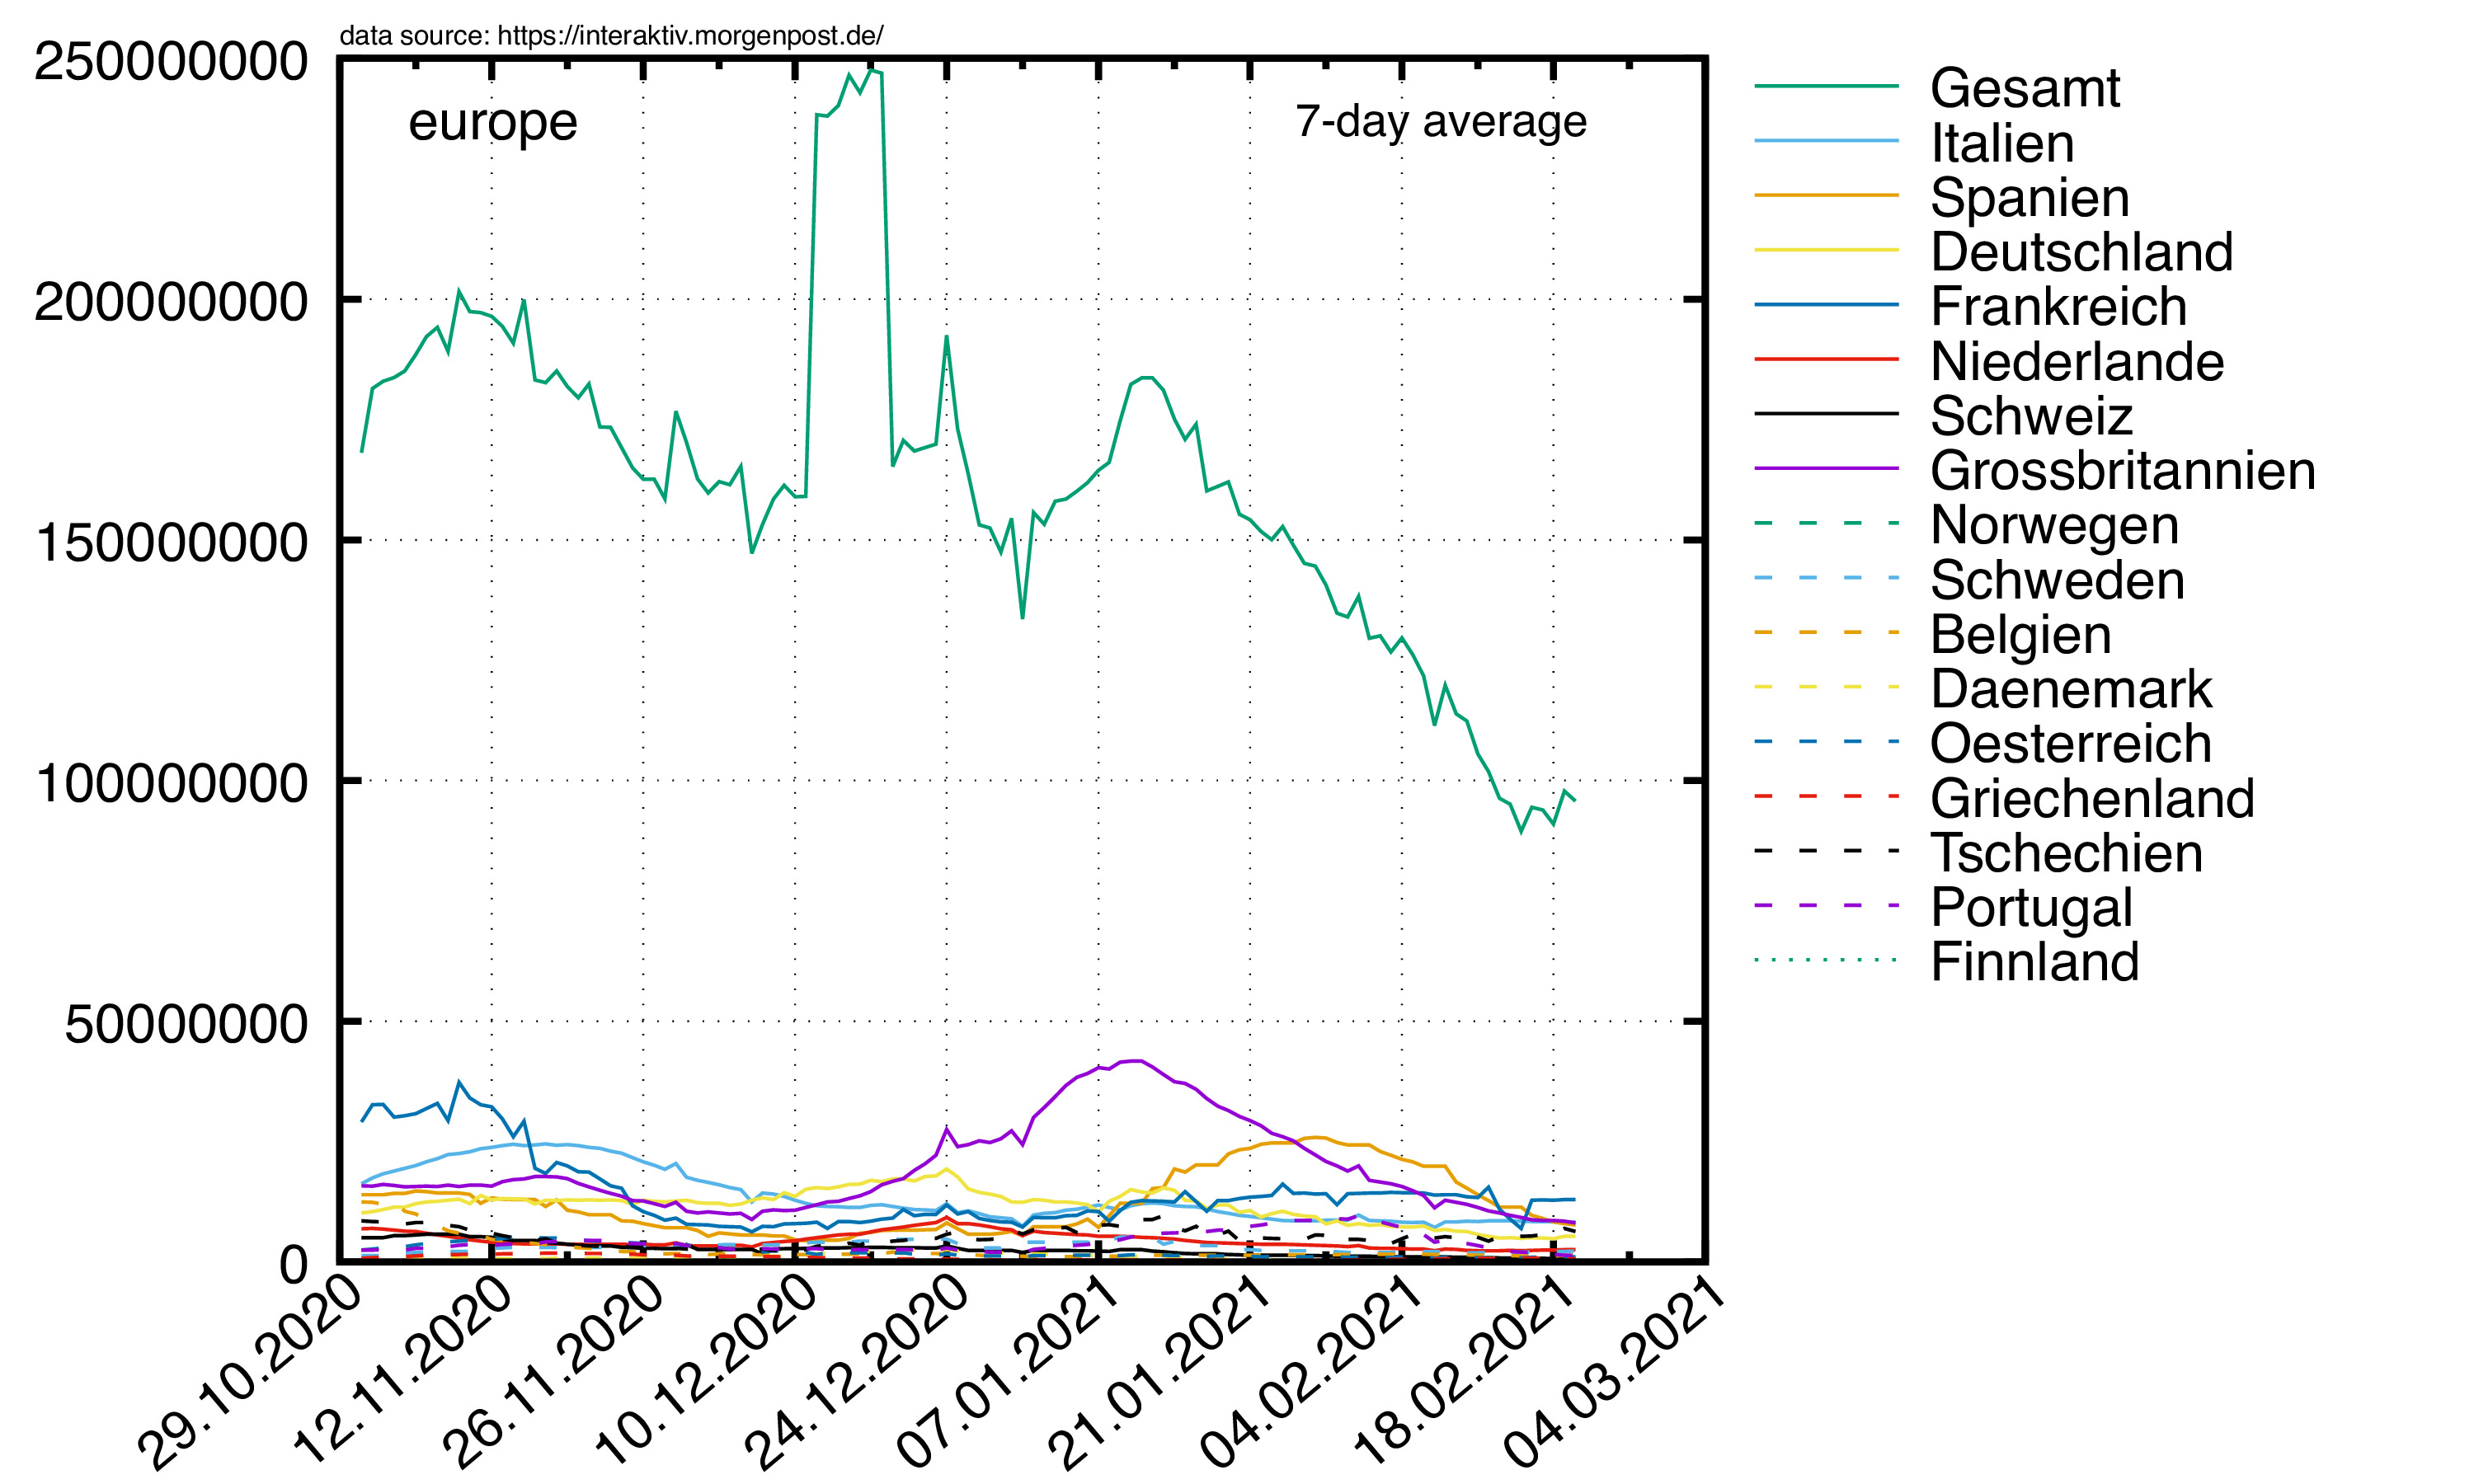 data source: https://interaktiv.morgenpost.de/
europe
7-day average
250000000
200000000
150000000
100000000
50000000
0
29.10.2020
12.11.2020
26.11.2020
10.12.2020
24.12.2020
07.01.2021
21.01.2021
04.02.2021
18.02.2021
04.03.2021
Gesamt
Italien
Spanien
Deutschland
Frankreich
Niederlande
Schweiz
Grossbritannien
Norwegen
Schweden
Belgien
Daenemark
Oesterreich
Griechenland
Tschechien
Portugal
Finnland